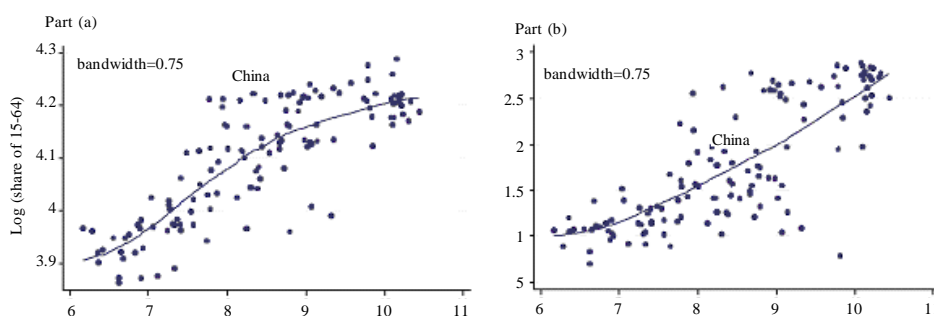 Part (a)
bandwidth=0.75
China
Log (share of 15-64)
4.3
4.2
4.1
4
3.9
6 7 8 9 10 11
Part (b)
bandwidth=0.75
China
3
2.5
2
1.5
1
5
6 7 8 9 10 1